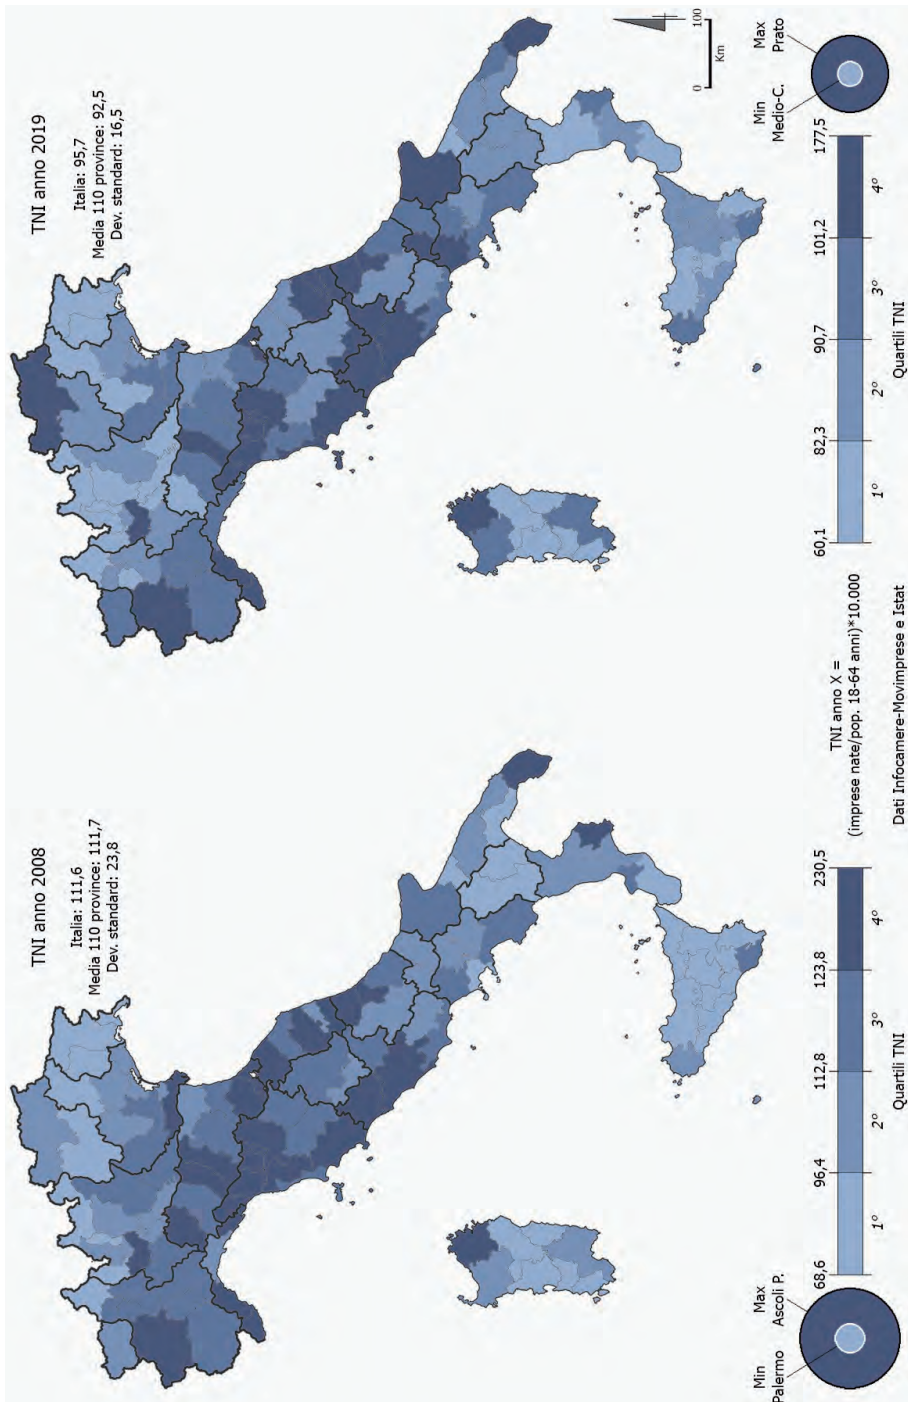 TNI anno 2008
Italia: 111,6
Media 110 province: 111,7
Dev. standard: 23,8
Min
Palermo
Max
Ascoli P.
68,6
96,4
112,8
123,8
230,5
1°
2°
3°
4°
Quartili TNI
TNI anno X =
(imprese nate/pop. 18-64 anni)*10.000
Dati Infocamere-Movimprese e Istat
TNI anno 2019
Italia: 95,7
Media 110 province: 92,5
Dev. standard: 16,5
60,1
82,3
90,7
101,2
177,5
1°
2°
3°
4°
Quartili TNI
Min
Medio-C.
Max
Prato
0
100
Km